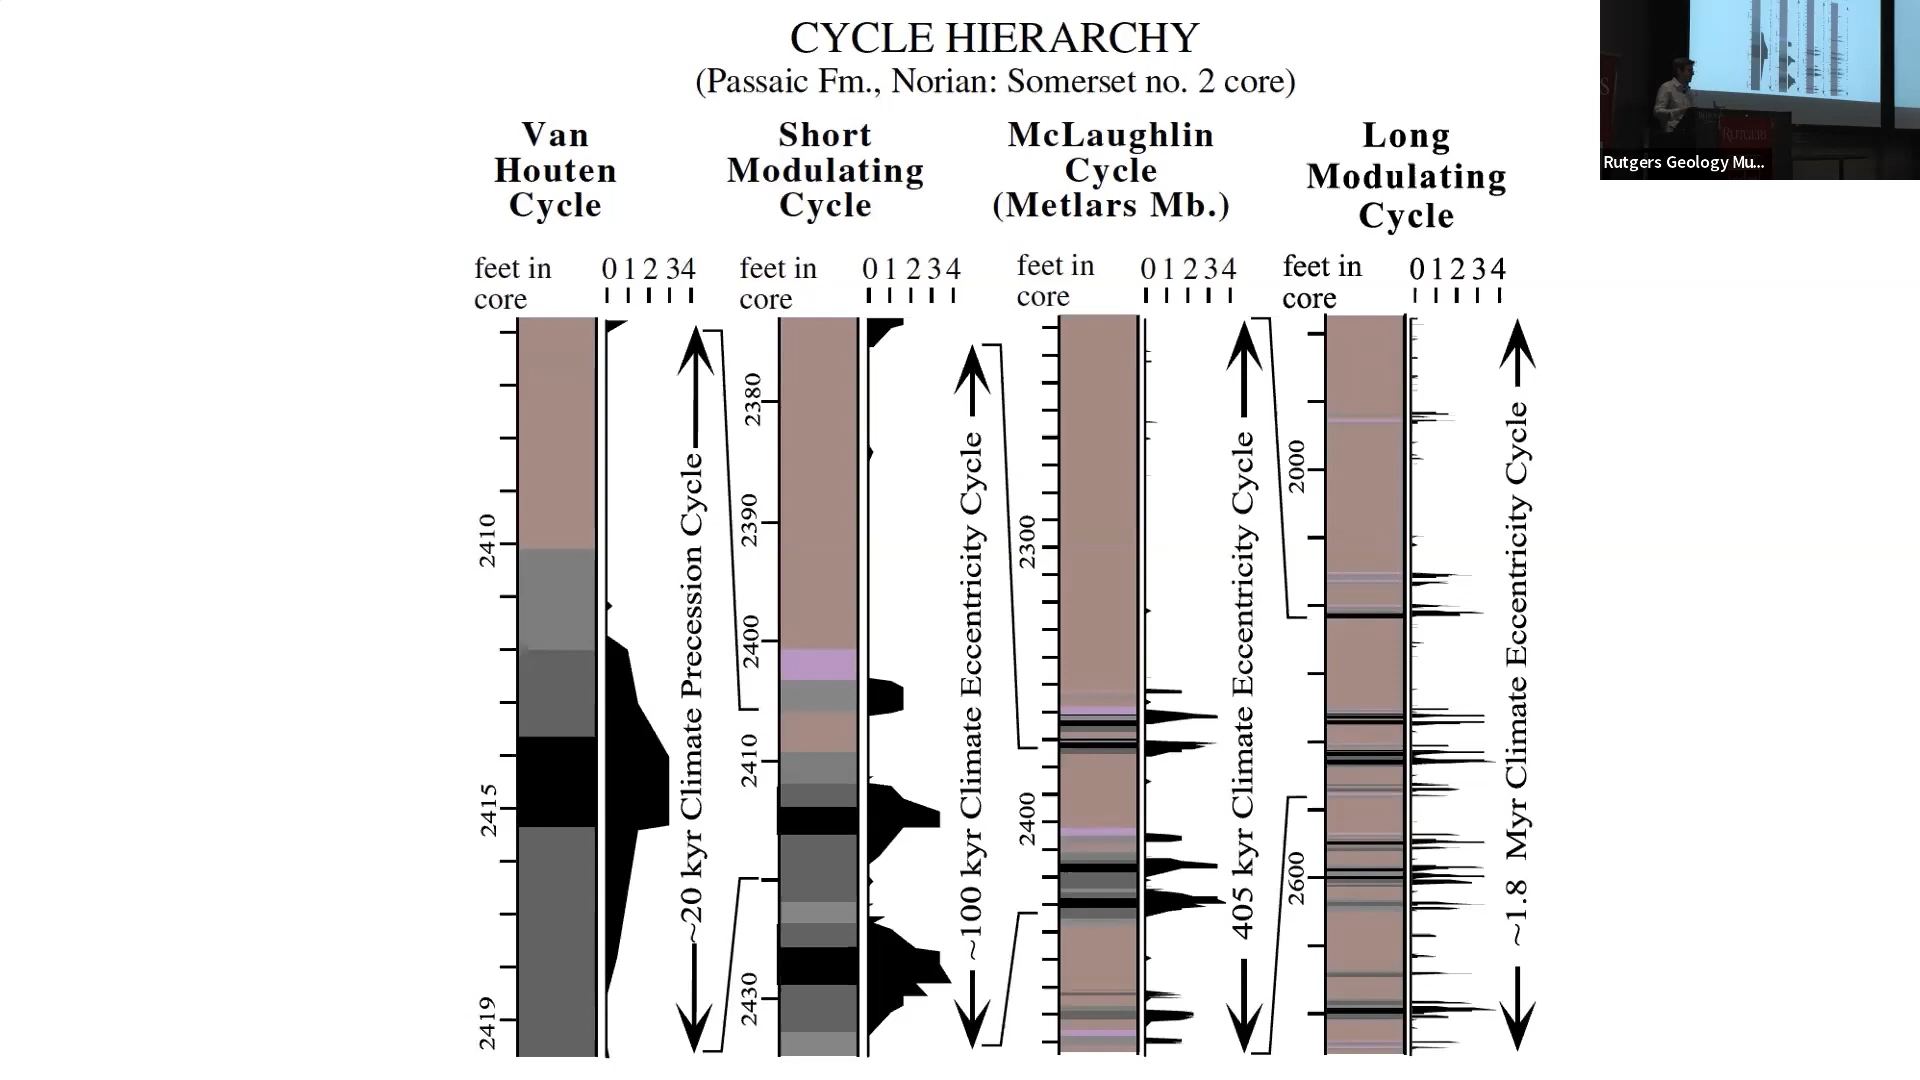 CYCLE HIERARCHY
(Passaic Fm., Norian: Somerset no. 2 core)
Van
Houten
Cycle
Short
Modulating
Cycle
McLaughlin
Cycle
(Metlars Mb.)
Long
Modulating
Cycle
feet in
core
0 1 2 3 4
feet in
core
0 1 2 3 4
feet in
core
0 1 2 3 4
feet in
core
0 1 2 3 4
2410
2415
2419
~20 kyr Climate Precession Cycle
2380
2390
2400
2410
2430
~100 kyr Climate Eccentricity Cycle
2300
2400
405 kyr Climate Eccentricity Cycle
2000
2600
~1.8 Myr Climate Eccentricity Cycle
RUTGERS
Rutgers Geology Mu...